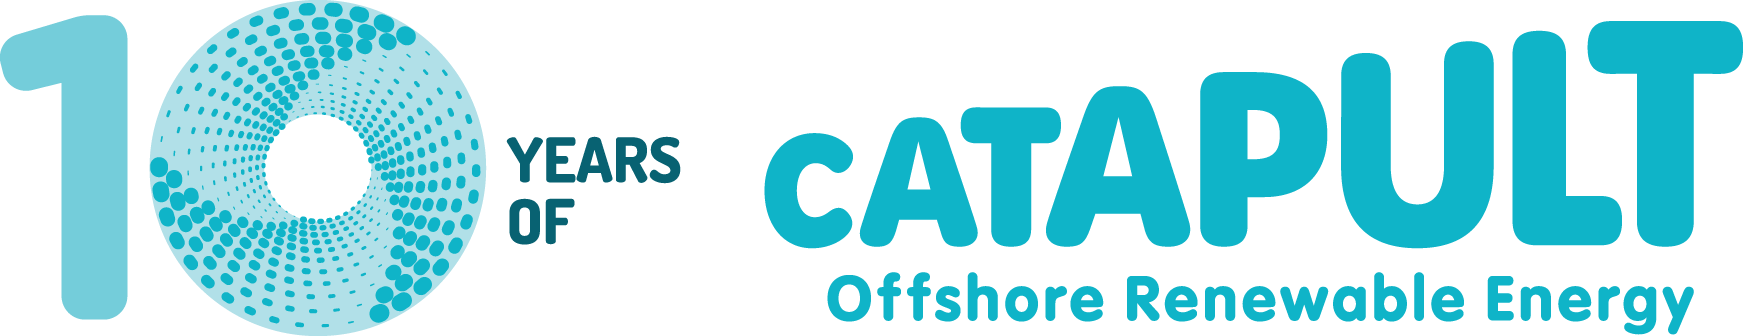 10
YEARS
OF
CATAPULT
Offshore Renewable Energy